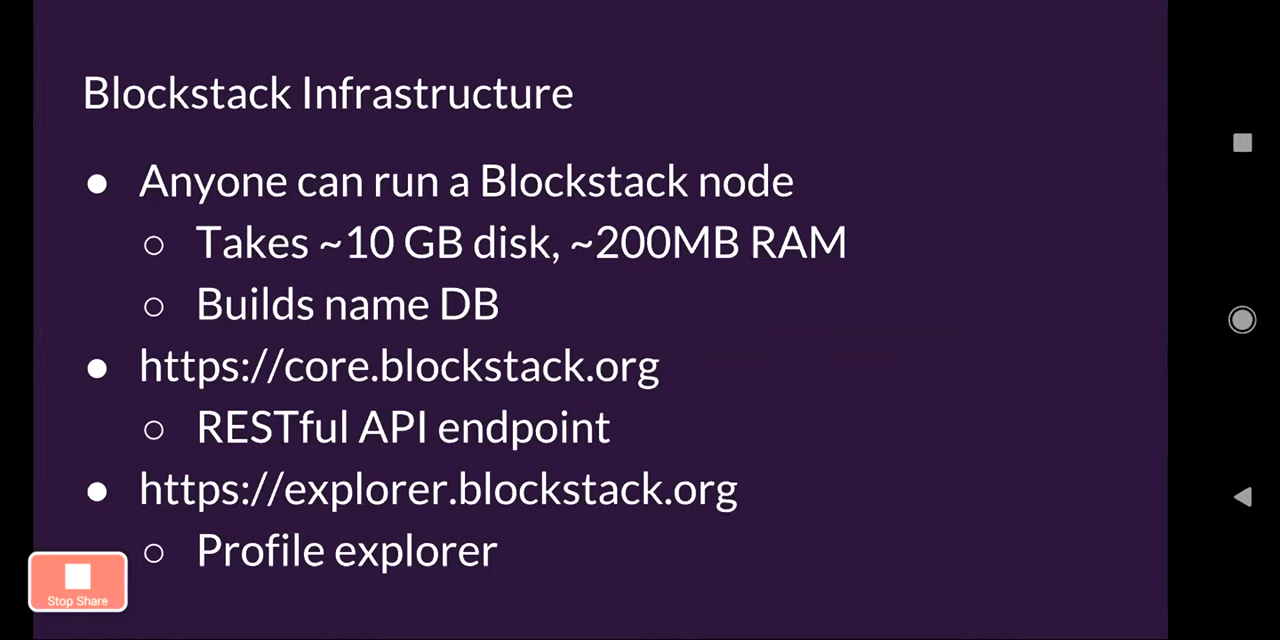 Blockstack Infrastructure
● Anyone can run a Blockstack node
○ Takes ~10 GB disk, ~200MB RAM
○ Builds name DB
● https://core.blockstack.org
○ RESTful API endpoint
● https://explorer.blockstack.org
○ Profile explorer
Stop Share